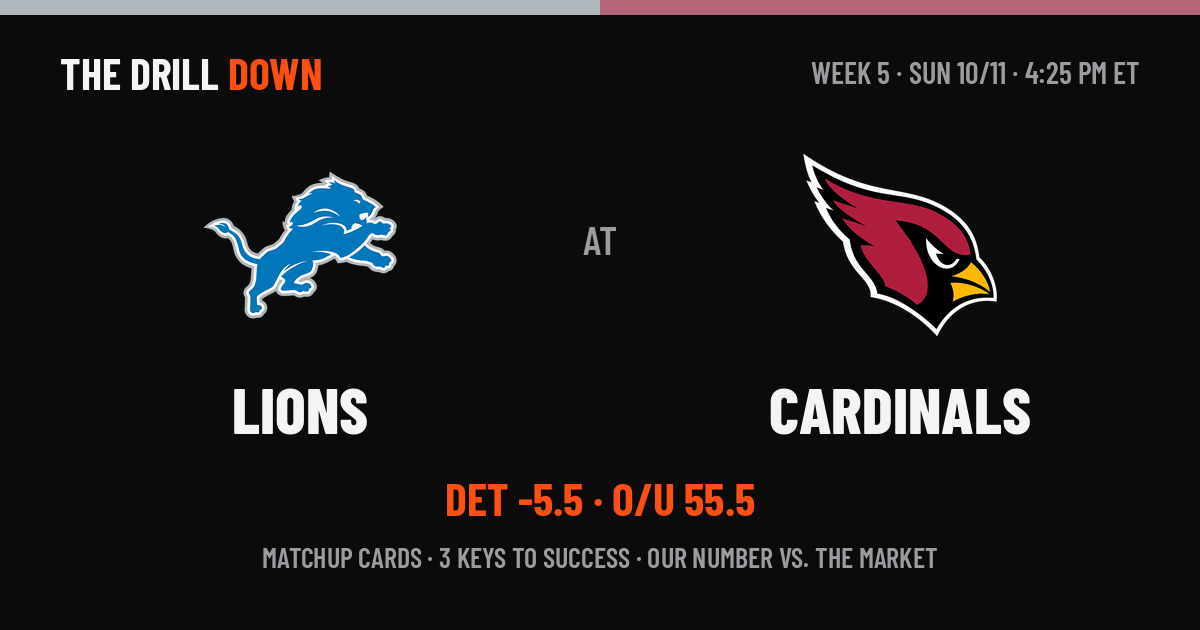 THE DRILL DOWN
WEEK 5 · SUN 10/11 · 4:25 PM ET
AT
LIONS
CARDINALS
DET -5.5 · O/U 55.5
MATCHUP CARDS · 3 KEYS TO SUCCESS · OUR NUMBER VS. THE MARKET